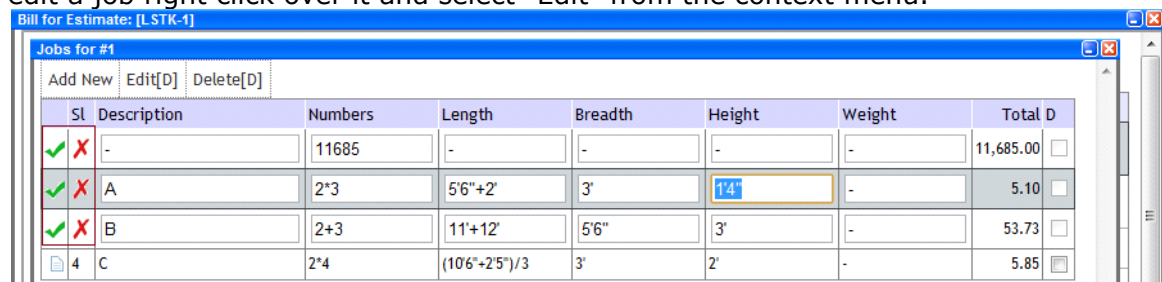 edit a job right click over it and select "Edit" from the context menu.
Bill for Estimate: [LSTK-1]
Jobs for #1
Add New Edit[D] Delete[D]
Sl Description Numbers Length Breadth Height Weight Total D
- 11685 - - - - 11,685.00
A 2*3 5'6"+2' 3' 1'4" - 5.10
B 2+3 11'+12' 5'6" 3' - 53.73
4 C 2*4 (10'6"+2'5")/3 3' 2' - 5.85